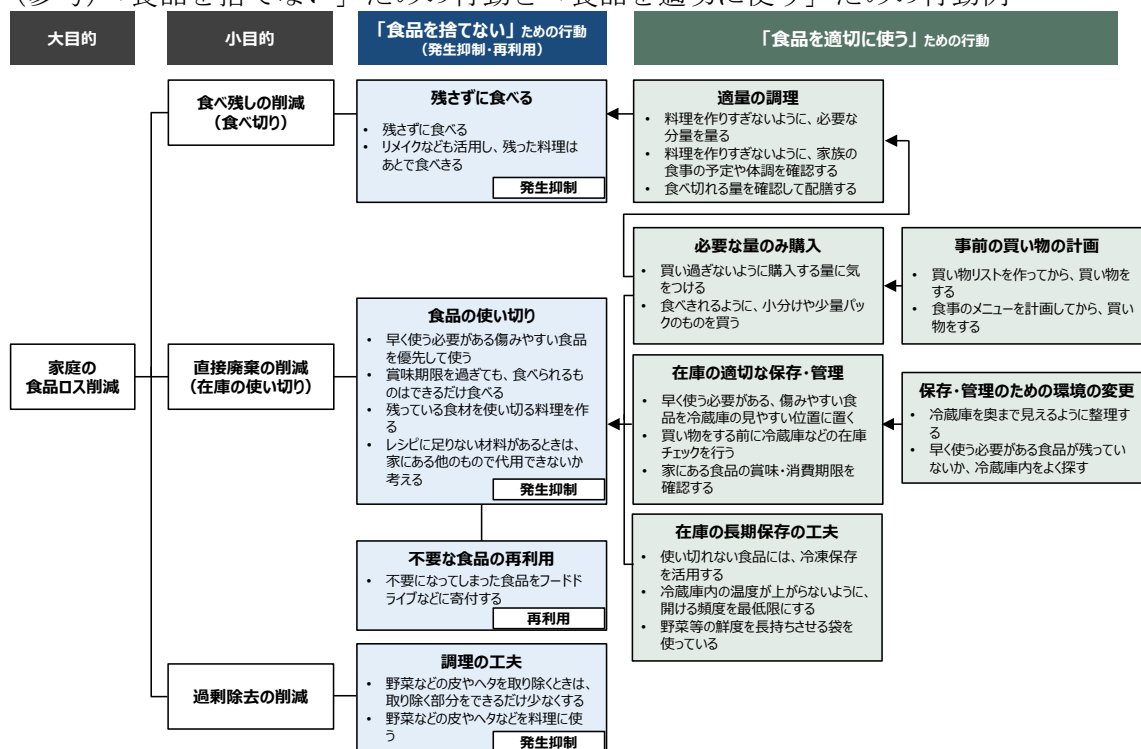 (参考)「食品を捨てない」ための行動と「食品を適切に使う」ための行動例
大目的
小目的
「食品を捨てない」ための行動
(発生抑制・再利用)
「食品を適切に使う」ための行動
家庭の
食品ロス削減
食べ残しの削減
(食べ切り)
残さずに食べる
• 残さずに食べる
• リメイクなども活用し、残った料理は
あとで食べきる
発生抑制
適量の調理
• 料理を作りすぎないように、必要な
分量を量る
• 料理を作りすぎないように、家族の
食事の予定や体調を確認する
• 食べ切れる量を確認して配膳する
必要な量のみ購入
• 買い過ぎないように購入する量に気
をつける
• 食べきれるように、小分けや少量パッ
クのものを買う
事前の買い物の計画
• 買い物リストを作ってから、買い物を
する
• 食事のメニューを計画してから、買い
物をする
直接廃棄の削減
(在庫の使い切り)
食品の使い切り
• 早く使う必要がある傷みやすい食品
を優先して使う
• 賞味期限を過ぎても、食べられるも
のはできるだけ食べる
• 残っている食材を使い切る料理を作
る
• レシピに足りない材料があるときは、
家にある他のもので代用できないか
考える
発生抑制
在庫の適切な保存・管理
• 早く使う必要がある、傷みやすい食
品を冷蔵庫の見やすい位置に置く
• 買い物をする前に冷蔵庫などの在庫
チェックを行う
• 家にある食品の賞味・消費期限を
確認する
保存・管理のための環境の変更
• 冷蔵庫を奥まで見えるように整理す
る
• 早く使う必要がある食品が残ってい
ないか、冷蔵庫内をよく探す
不要な食品の再利用
• 不要になってしまった食品をフードド
ライブなどに寄付する
再利用
在庫の長期保存の工夫
• 使い切れない食品には、冷凍保存
を活用する
• 冷蔵庫内の温度が上がらないように、
開ける頻度を最低限にする
• 野菜等の鮮度を長持ちさせる袋を
使っている
過剰除去の削減
調理の工夫
• 野菜などの皮やヘタを取り除くときは、
取り除く部分をできるだけ少なくする
• 野菜などの皮やヘタなどを料理に使
う
発生抑制